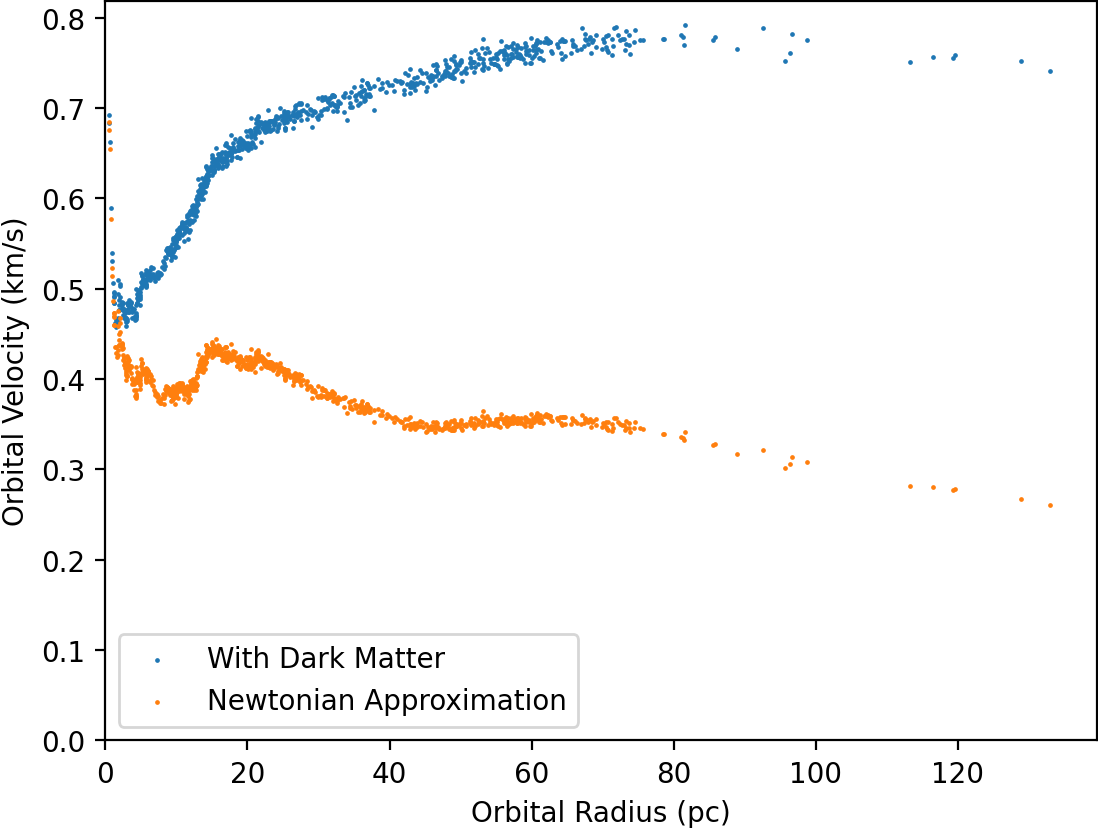 0.8
0.7
0.6
0.5
0.4
0.3
0.2
0.1
0.0
Orbital Velocity (km/s)
With Dark Matter
Newtonian Approximation
0 20 40 60 80 100 120
Orbital Radius (pc)